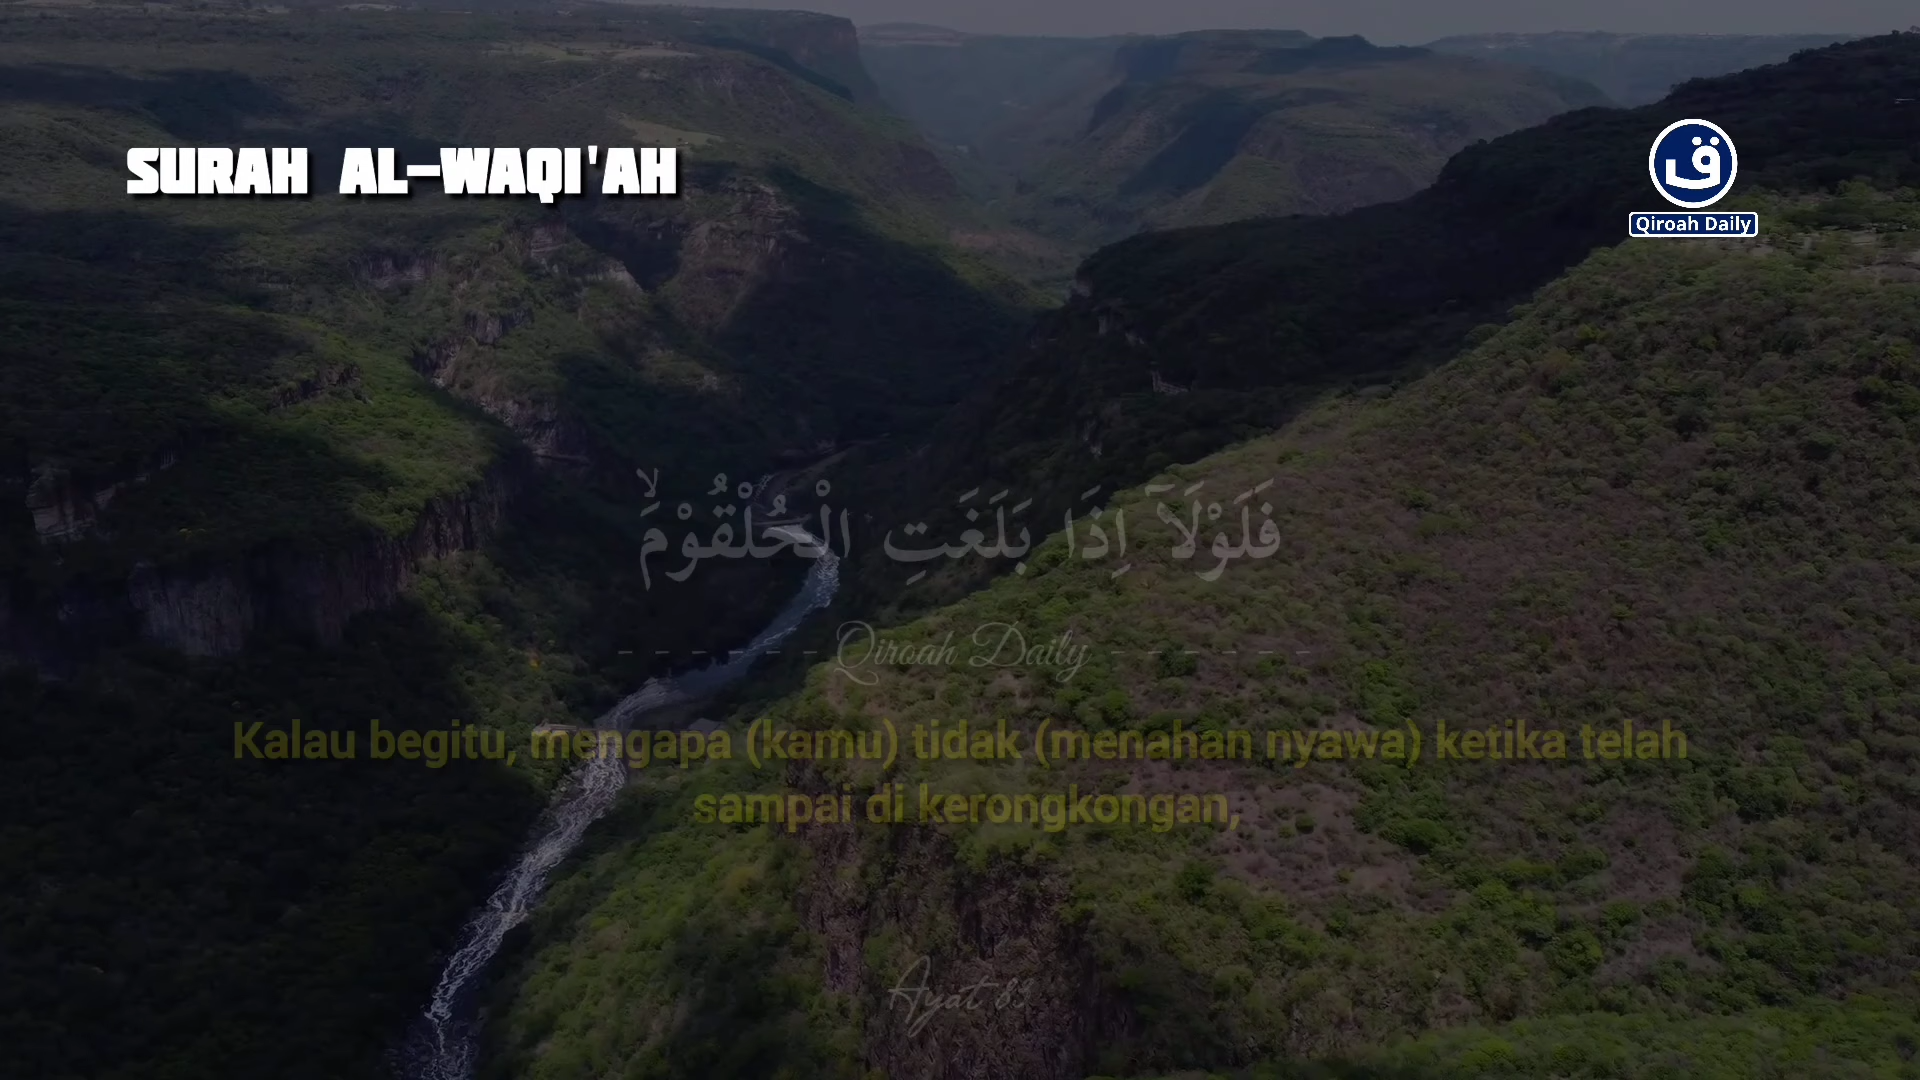 SURAH AL-WAQI'AH
ق
Qiroah Daily
فَلَوْلَآ اِذَا بَلَغَتِ الْحُلْقُوْمَۙ
Qiroah Daily
Kalau begitu, mengapa (kamu) tidak (menahan nyawa) ketika telah
sampai di kerongkongan,
Ayat 83